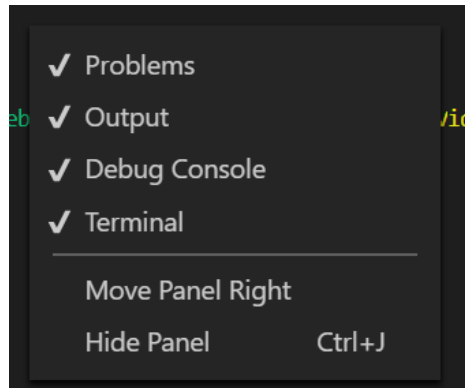 Problems
Output
Debug Console
Terminal
Move Panel Right
Hide Panel Ctrl+J